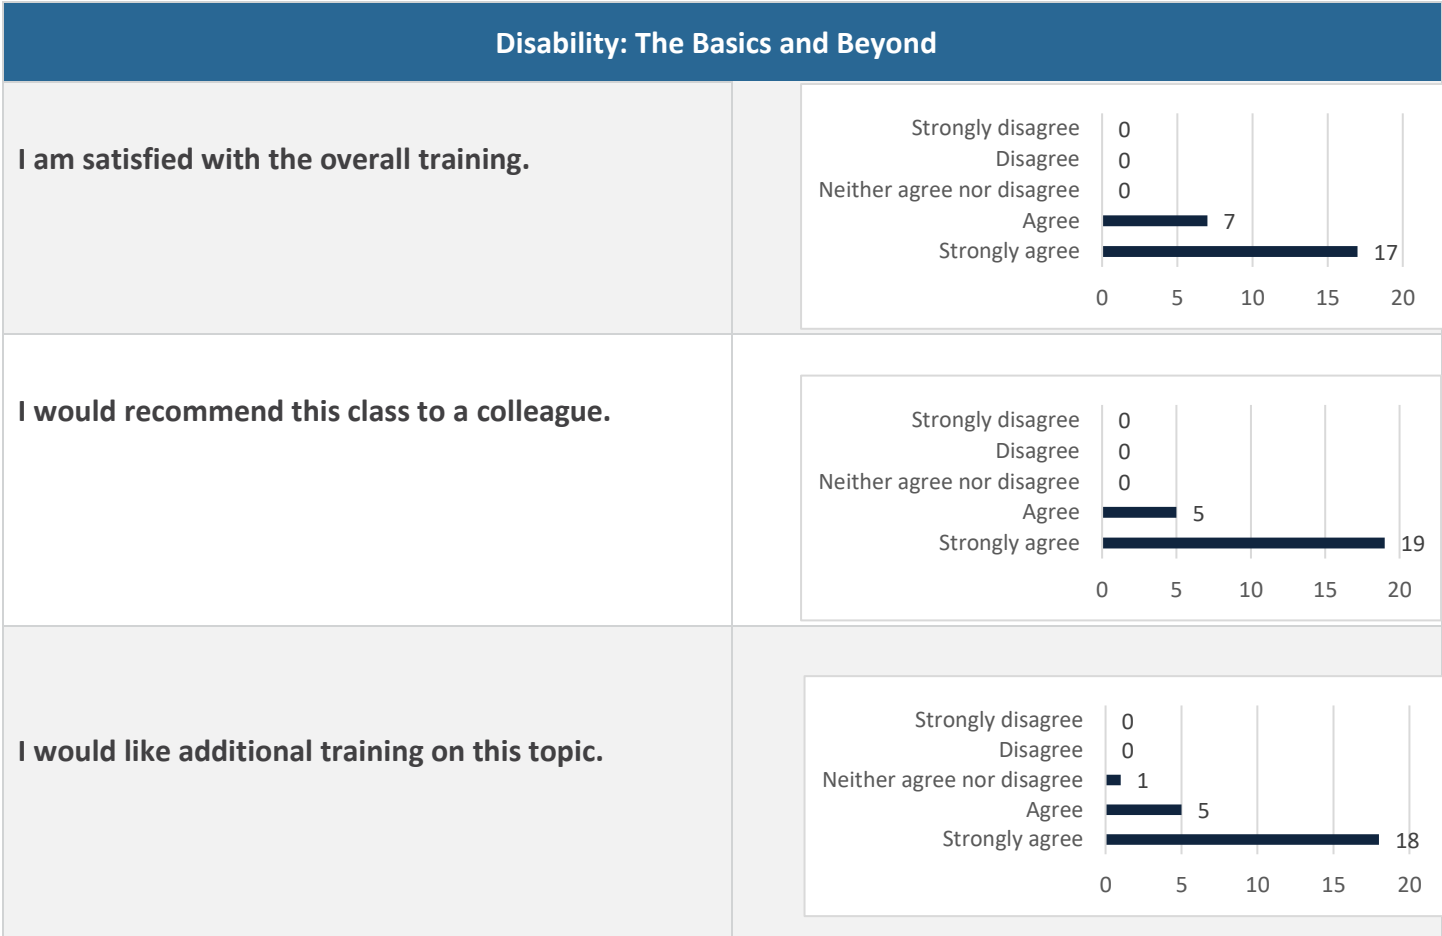 Disability: The Basics and Beyond
I am satisfied with the overall training.
Strongly disagree 0
Disagree 0
Neither agree nor disagree 0
Agree 7
Strongly agree 17
0 5 10 15 20
I would recommend this class to a colleague.
Strongly disagree 0
Disagree 0
Neither agree nor disagree 0
Agree 5
Strongly agree 19
0 5 10 15 20
I would like additional training on this topic.
Strongly disagree 0
Disagree 0
Neither agree nor disagree 1
Agree 5
Strongly agree 18
0 5 10 15 20